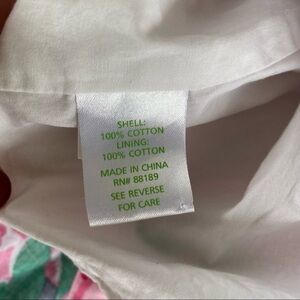 SHELL:
100% COTTON
LINING:
100% COTTON
MADE IN CHINA
RN# 88189
SEE REVERSE
FOR CARE